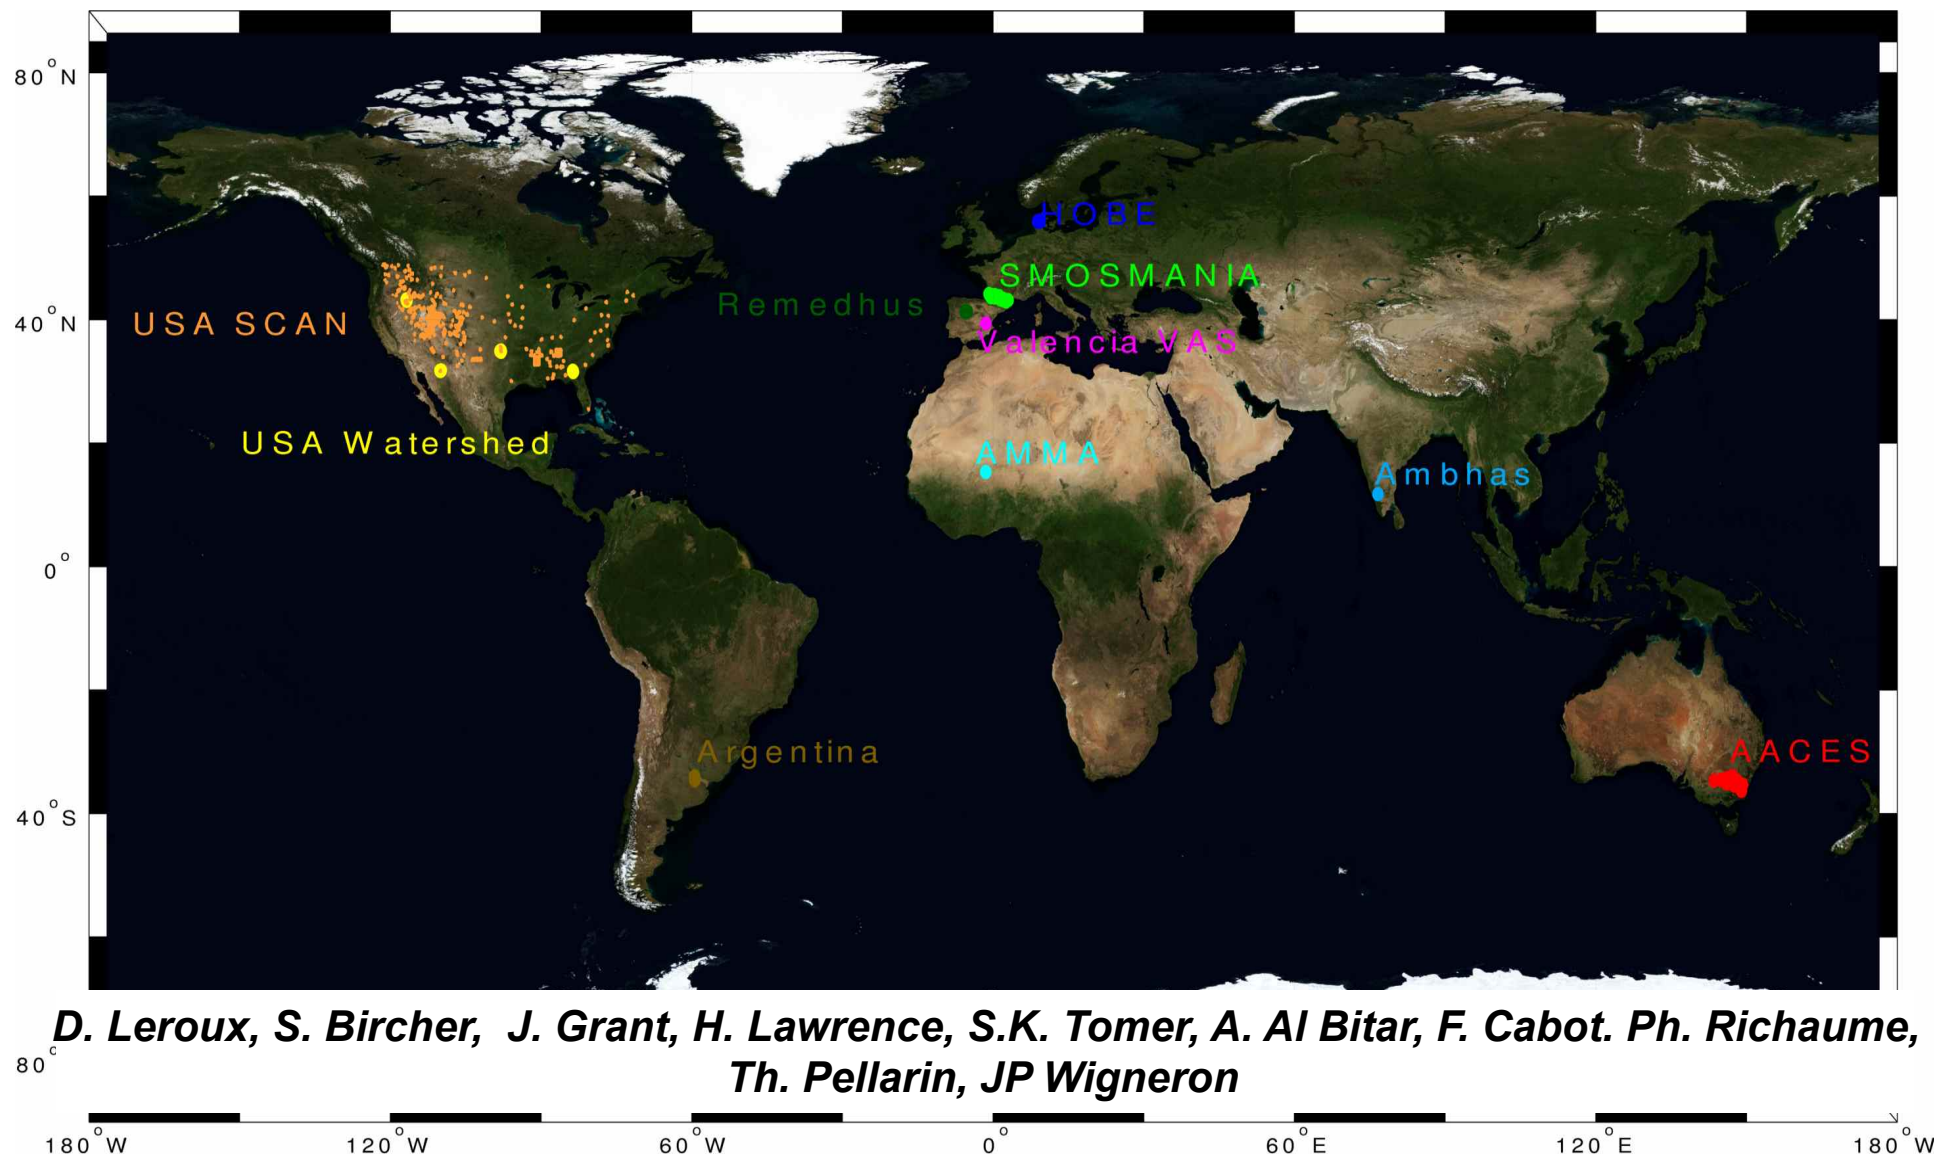 80°N
HOBE
SMOSMANIA
Remedhus
40°N
USA SCAN
Valencia VAS
USA Watershed
AMMA
Ambhas
0°
Argentina
AACES
40°S
D. Leroux, S. Bircher, J. Grant, H. Lawrence, S.K. Tomer, A. Al Bitar, F. Cabot. Ph. Richaume,
80
Th. Pellarin, JP Wigneron
180°W 120°W 60°W 0° 60°E 120°E 180°W